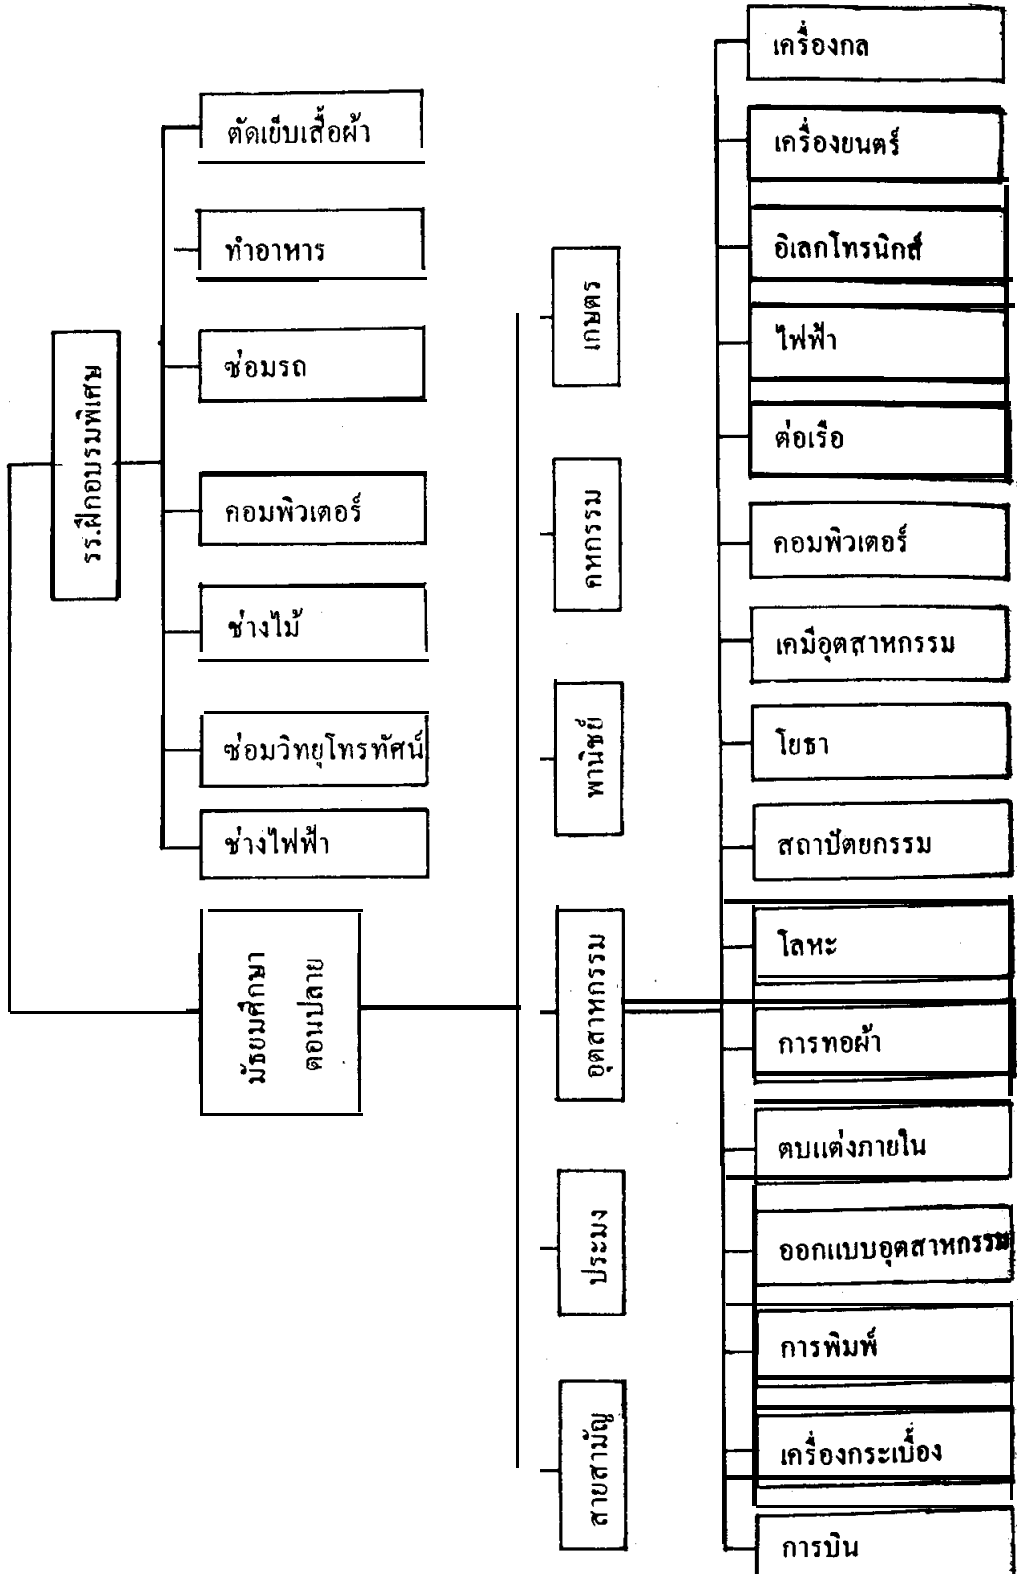 รร.ฝึกอบรมพิเศษ
ตัดเย็บเสื้อผ้า
ทำอาหาร
ซ่อมรถ
คอมพิวเตอร์
ช่างไม้
ซ่อมวิทยุโทรทัศน์
ช่างไฟฟ้า
มัธยมศึกษา
ตอนปลาย
เกษตร
คหกรรม
พานิชย์
อุตสาหกรรม
ประมง
สายสามัญ
เครื่องกล
เครื่องยนตร์
อิเลกโทรนิกส์
ไฟฟ้า
ต่อเรือ
คอมพิวเตอร์
เคมีอุตสาหกรรม
โยธา
สถาปัตยกรรม
โลหะ
การทอผ้า
ตบแต่งภายใน
ออกแบบอุตสาหกรรม
การพิมพ์
เครื่องกระเบื้อง
การบิน